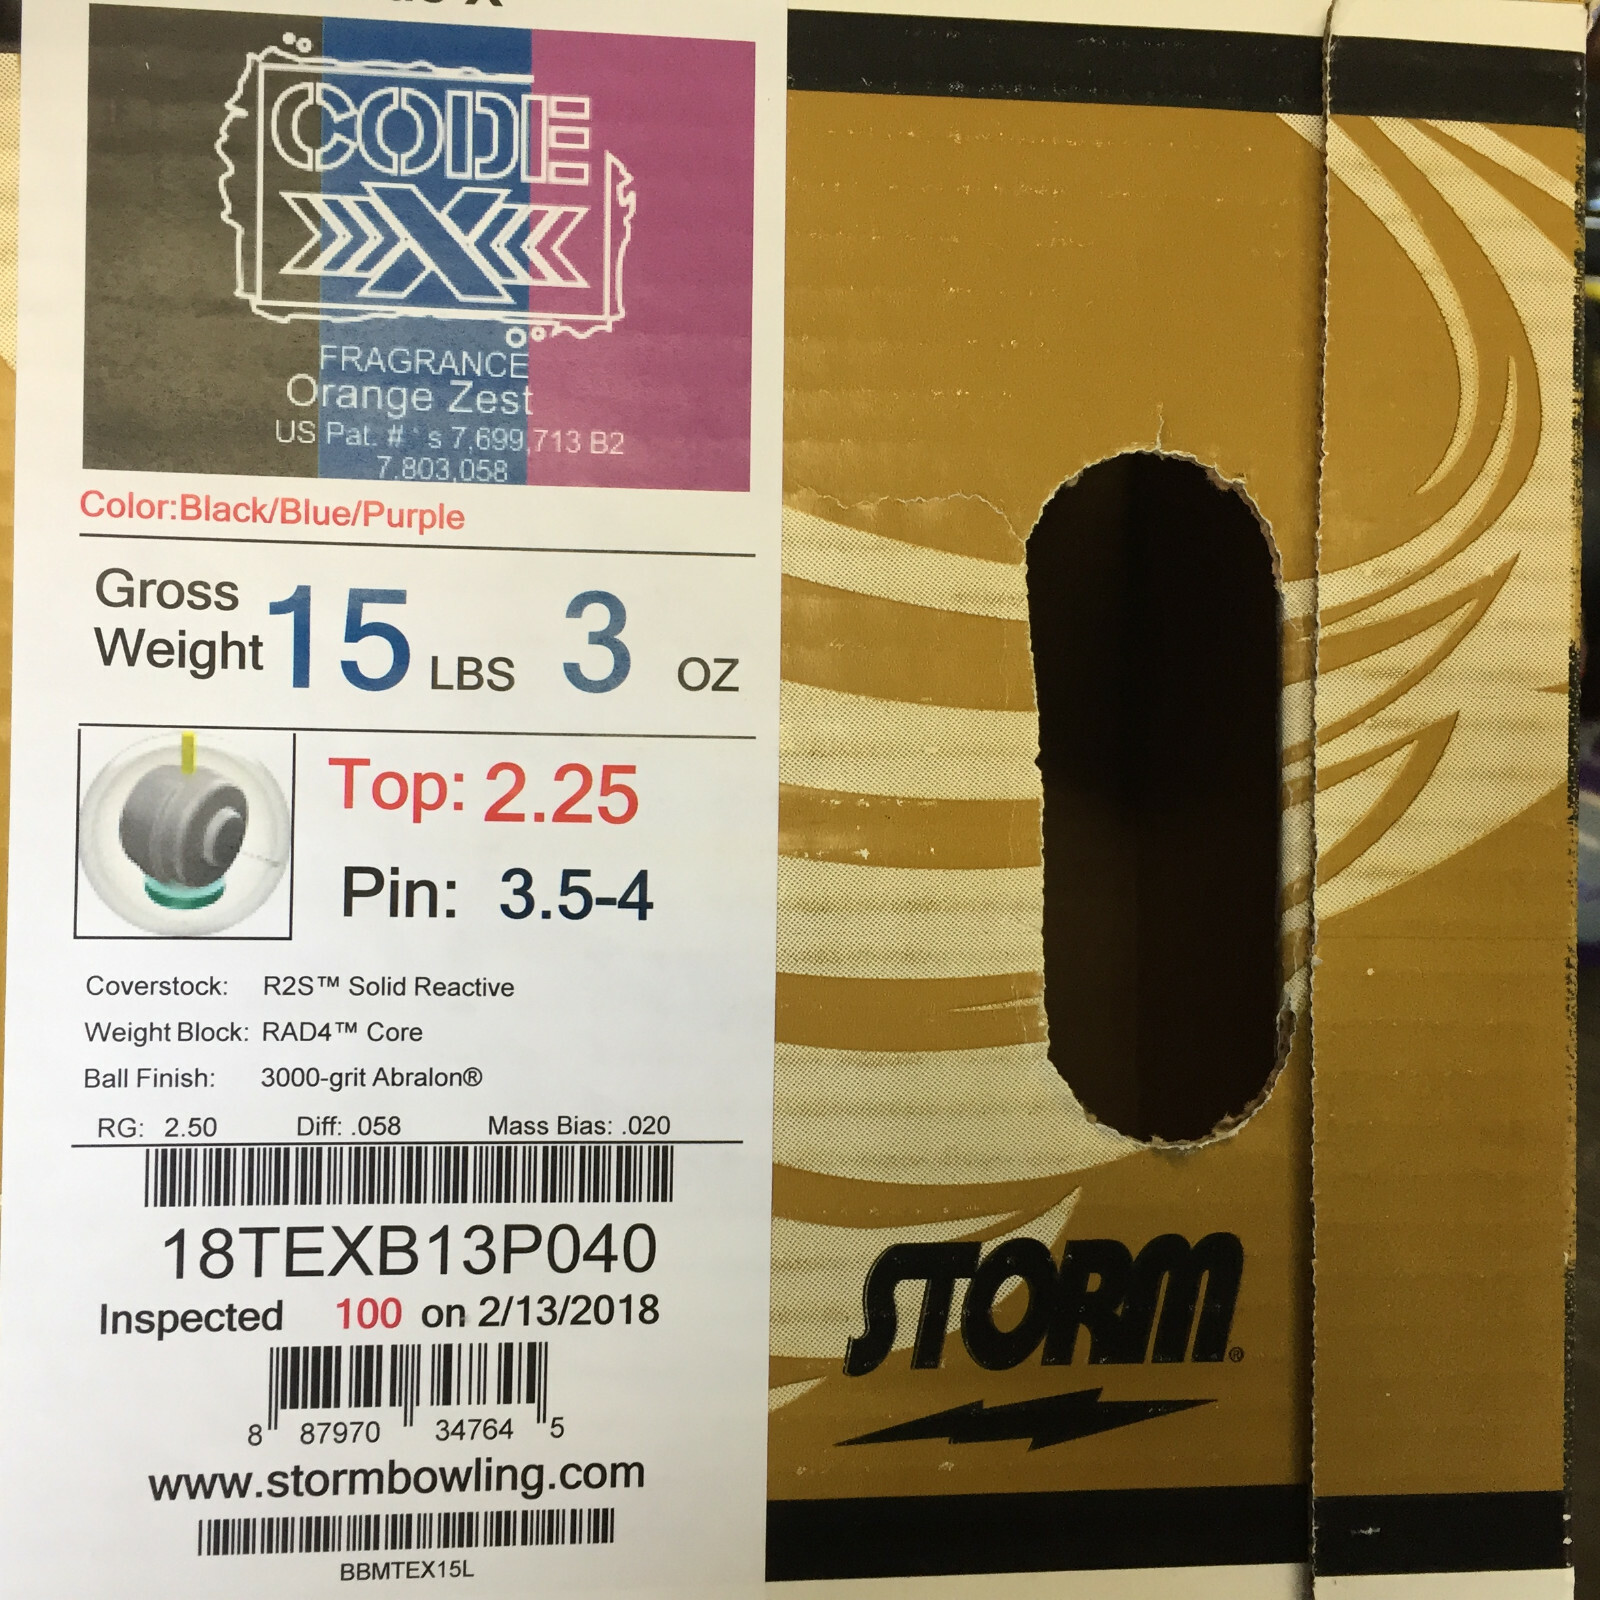 CODE
X
FRAGRANCE
Orange Zest
US Pat. # s 7,699,713 B2
7.803,058
Color:Black/Blue/Purple
Gross Weight 15 LBS 3 OZ
Top: 2.25
Pin: 3.5-4
Coverstock: R2S™ Solid Reactive
Weight Block: RAD4™ Core
Ball Finish: 3000-grit Abralon®
RG: 2.50 Diff: .058 Mass Bias: .020
18TEXB13P040
Inspected 100 on 2/13/2018
8 87970 34764 5
www.stormbowling.com
BBMTEX15L
STORM®